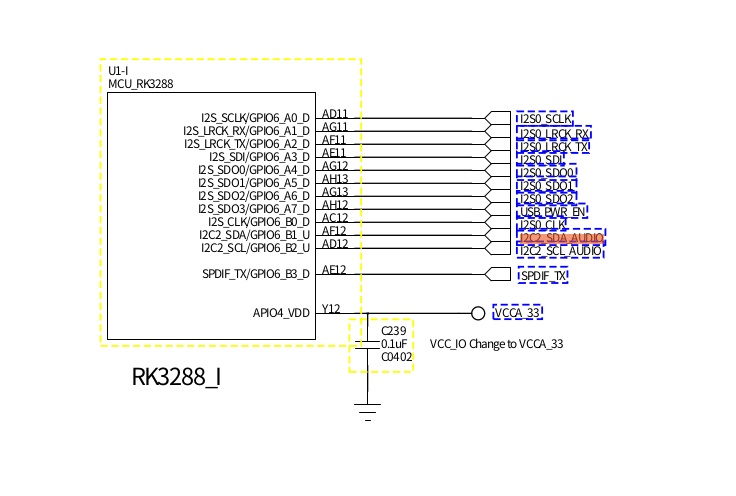 U1-I
MCU_RK3288
I2S_SCLK/GPIO6_A0_D AD11 I2S0_SCLK
I2S_LRCK_RX/GPIO6_A1_D AG11 I2S0_LRCK_RX
I2S_LRCK_TX/GPIO6_A2_D AF11 I2S0_LRCK_TX
I2S_SDI/GPIO6_A3_D AE11 I2S0_SDI
I2S_SDO0/GPIO6_A4_D AG12 I2S0_SDO0
I2S_SDO1/GPIO6_A5_D AH13 I2S0_SDO1
I2S_SDO2/GPIO6_A6_D AG13 I2S0_SDO2
I2S_SDO3/GPIO6_A7_D AH12 USB_PWR_EN
I2S_CLK/GPIO6_B0_D AC12 I2S0_CLK
I2C2_SDA/GPIO6_B1_U AF12 I2C2_SDA_AUDIO
I2C2_SCL/GPIO6_B2_U AD12 I2C2_SCL_AUDIO
SPDIF_TX/GPIO6_B3_D AE12 SPDIF_TX
APIO4_VDD Y12 VCCA_33
C239
0.1uF
C0402
VCC_IO Change to VCCA_33
RK3288_I